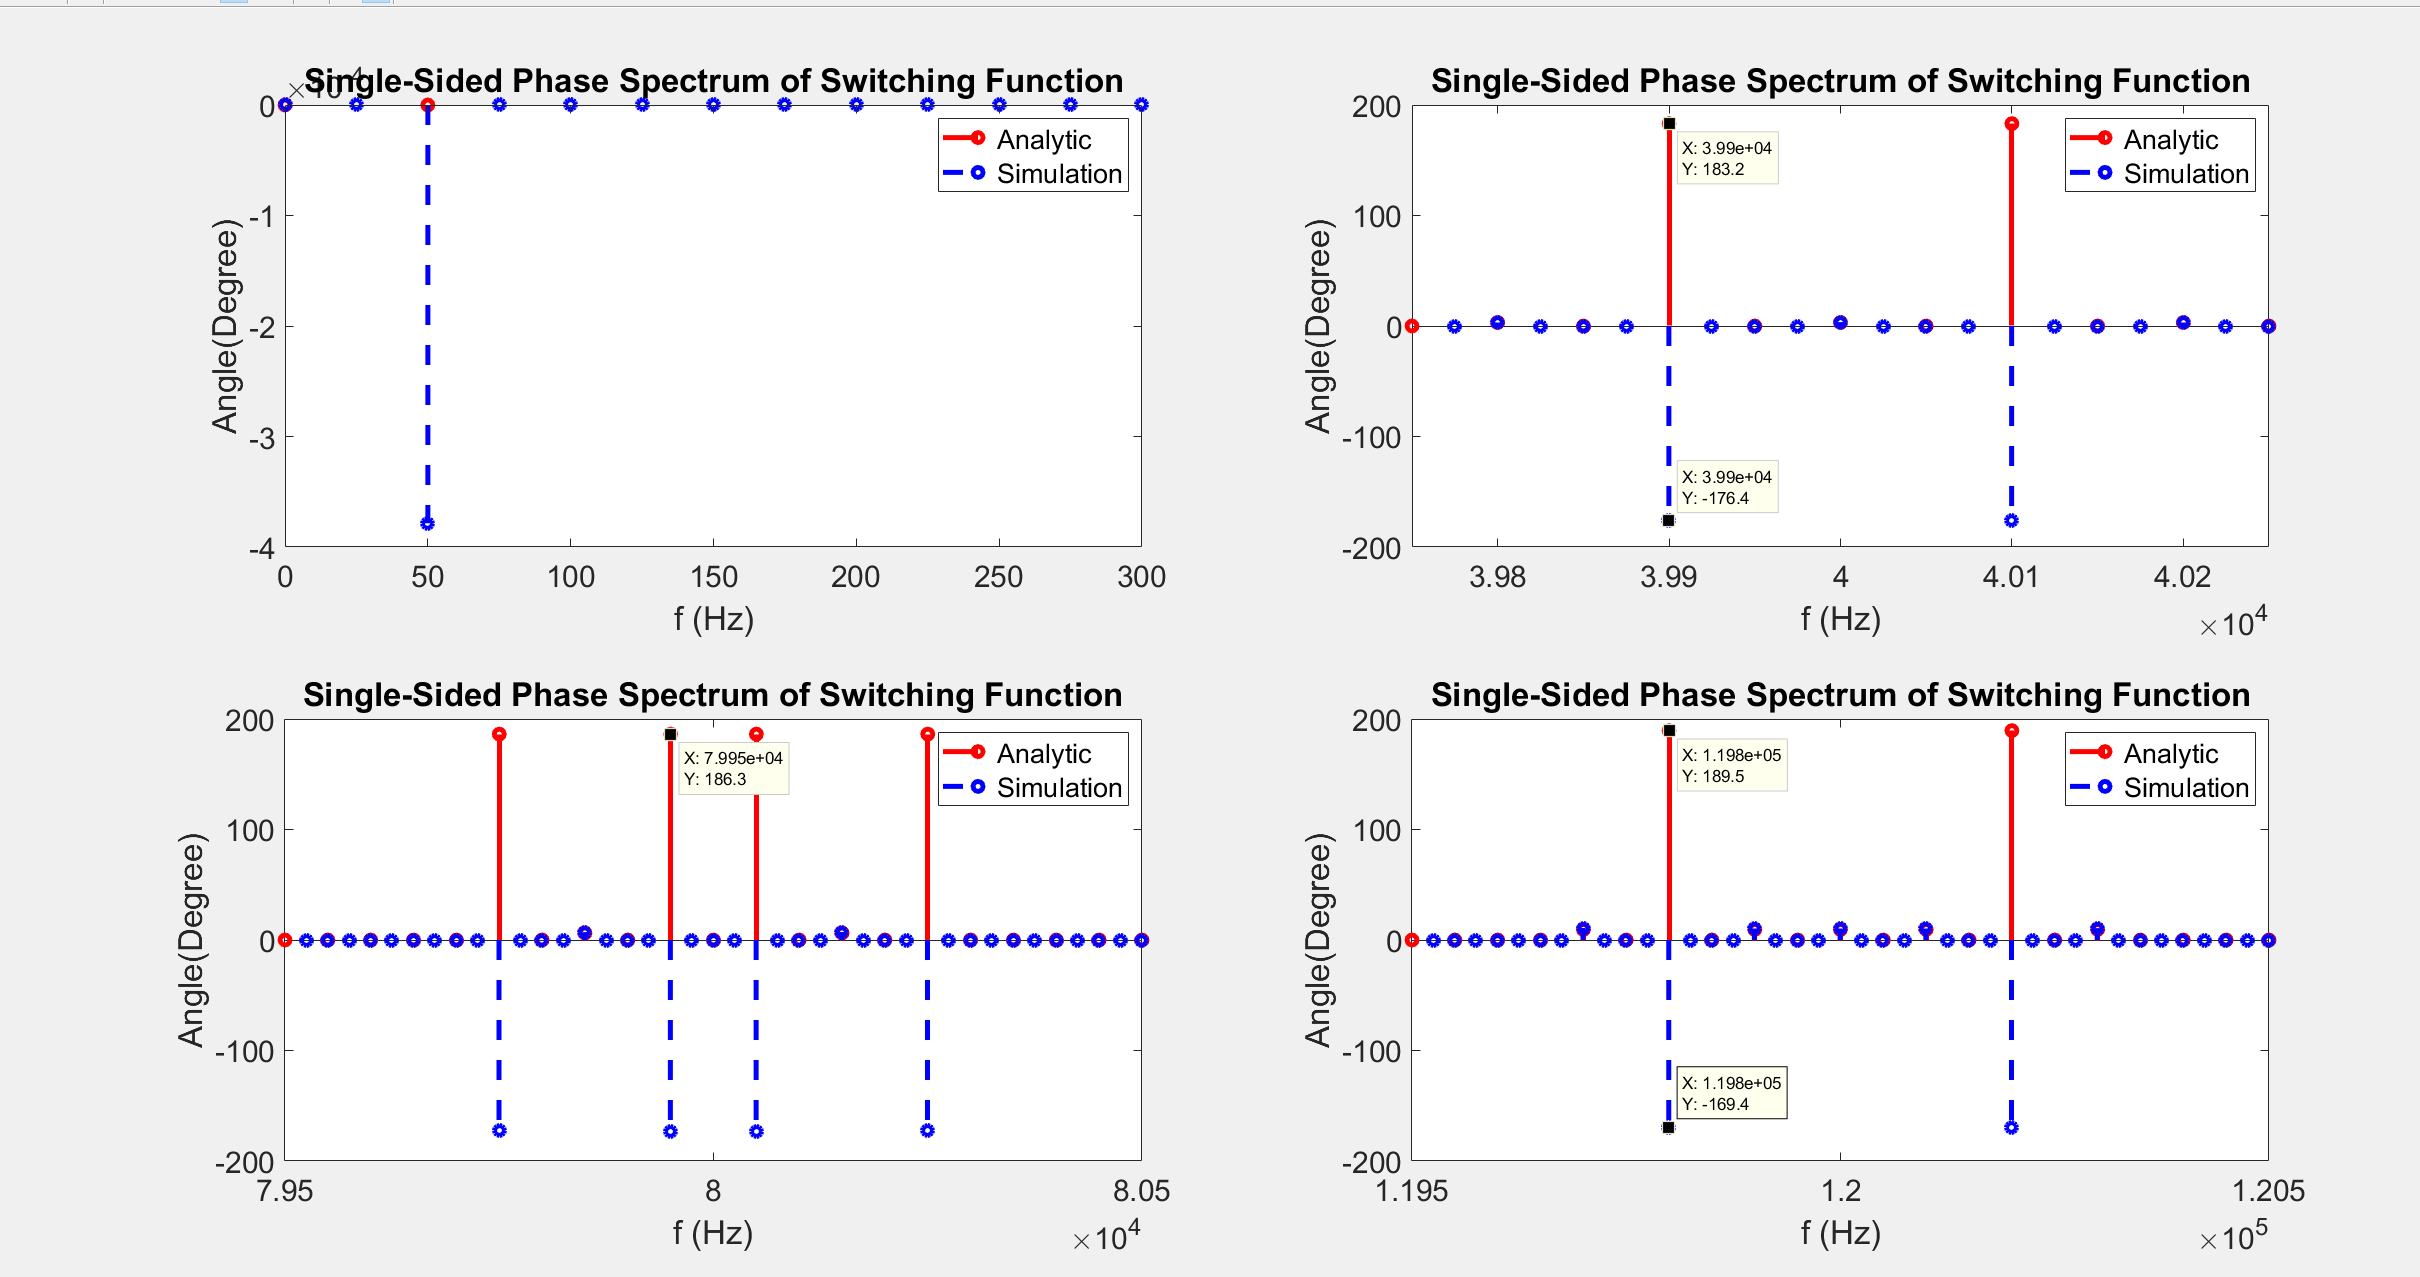 Single-Sided Phase Spectrum of Switching Function
×10-4
0
-1
-2
-3
-4
Angle(Degree)
Analytic
Simulation
0 50 100 150 200 250 300
f (Hz)
Single-Sided Phase Spectrum of Switching Function
200
100
0
-100
-200
Angle(Degree)
Analytic
Simulation
X: 3.99e+04
Y: 183.2
X: 3.99e+04
Y: -176.4
3.98 3.99 4 4.01 4.02
f (Hz)
×10^4
Single-Sided Phase Spectrum of Switching Function
200
100
0
-100
-200
Angle(Degree)
Analytic
Simulation
X: 7.995e+04
Y: 186.3
7.95 8 8.05
f (Hz)
×10^4
Single-Sided Phase Spectrum of Switching Function
200
100
0
-100
-200
Angle(Degree)
Analytic
Simulation
X: 1.198e+05
Y: 189.5
X: 1.198e+05
Y: -169.4
1.195 1.2 1.205
f (Hz)
×10^5